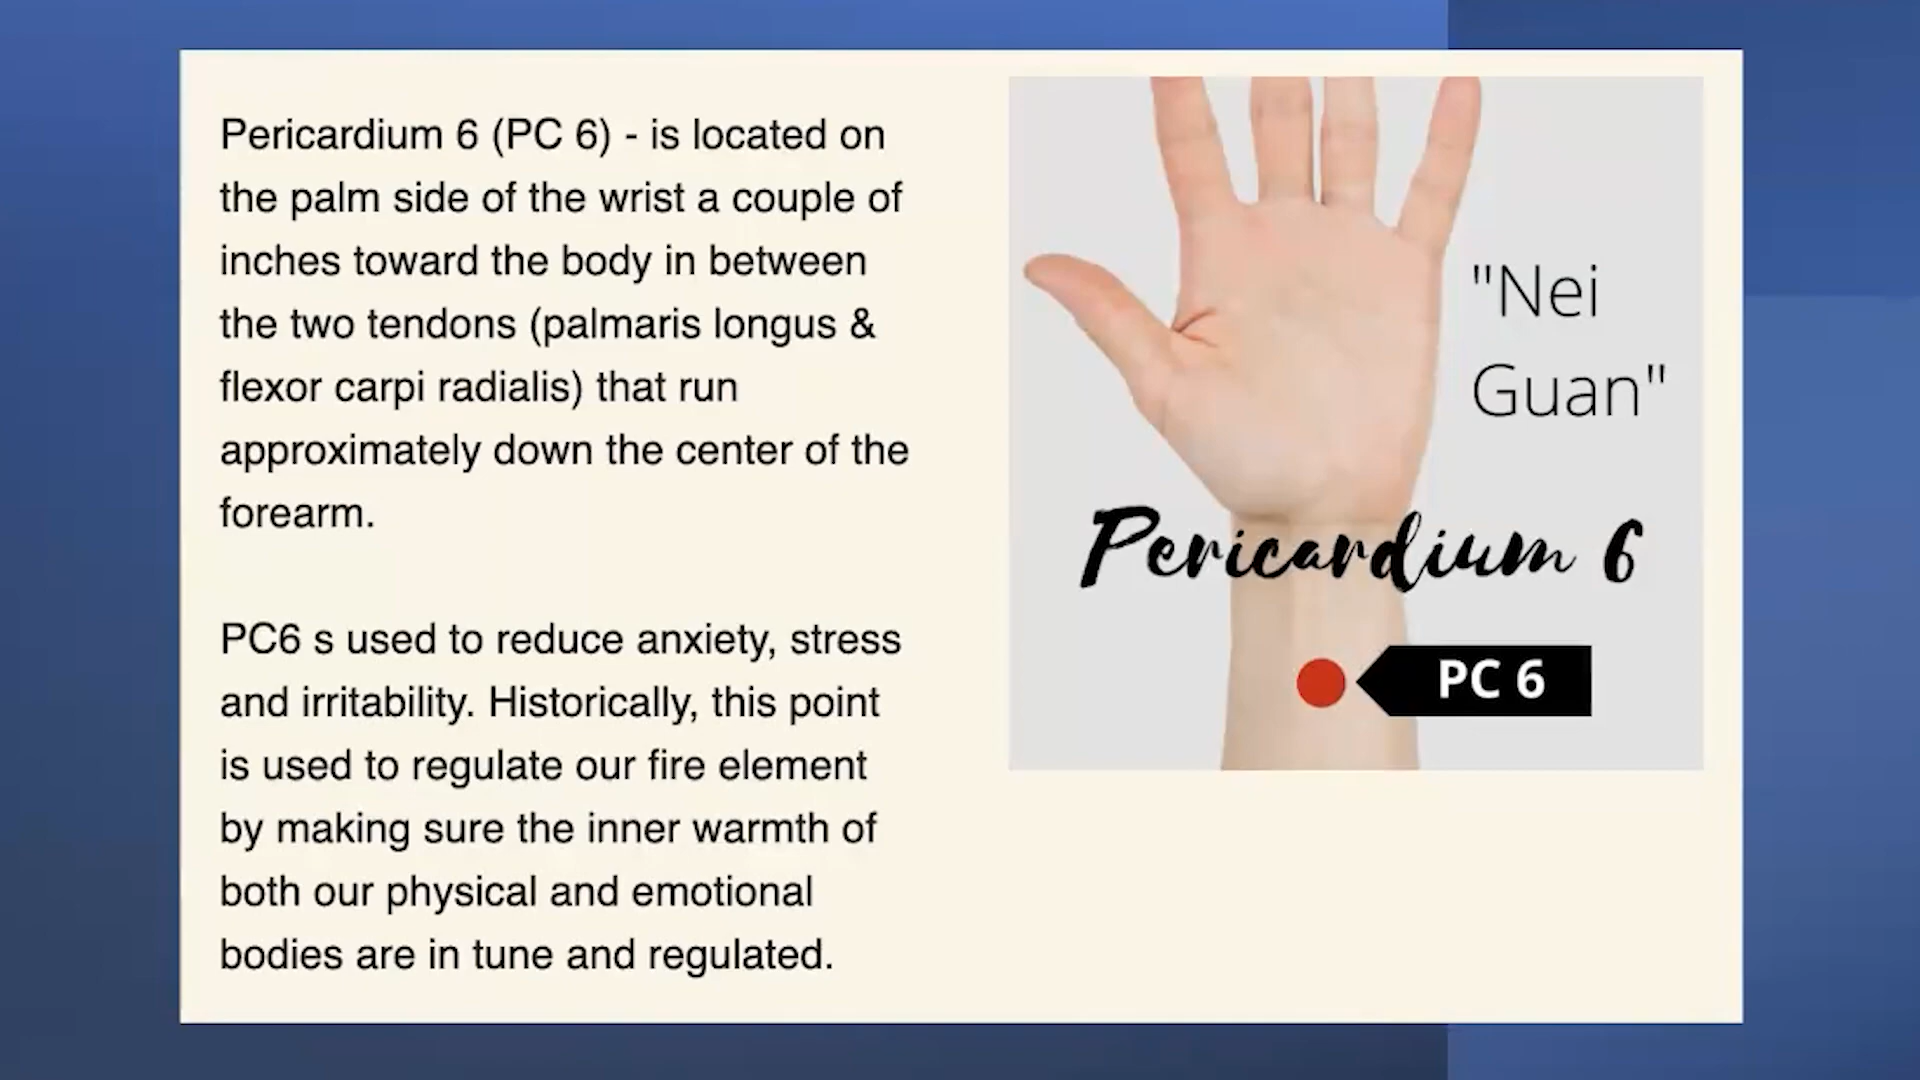 Pericardium 6 (PC 6) - is located on
the palm side of the wrist a couple of
inches toward the body in between
the two tendons (palmaris longus &
flexor carpi radialis) that run
approximately down the center of the
forearm.
PC6 s used to reduce anxiety, stress
and irritability. Historically, this point
is used to regulate our fire element
by making sure the inner warmth of
both our physical and emotional
bodies are in tune and regulated.
"Nei
Guan"
Pericardium 6
PC 6